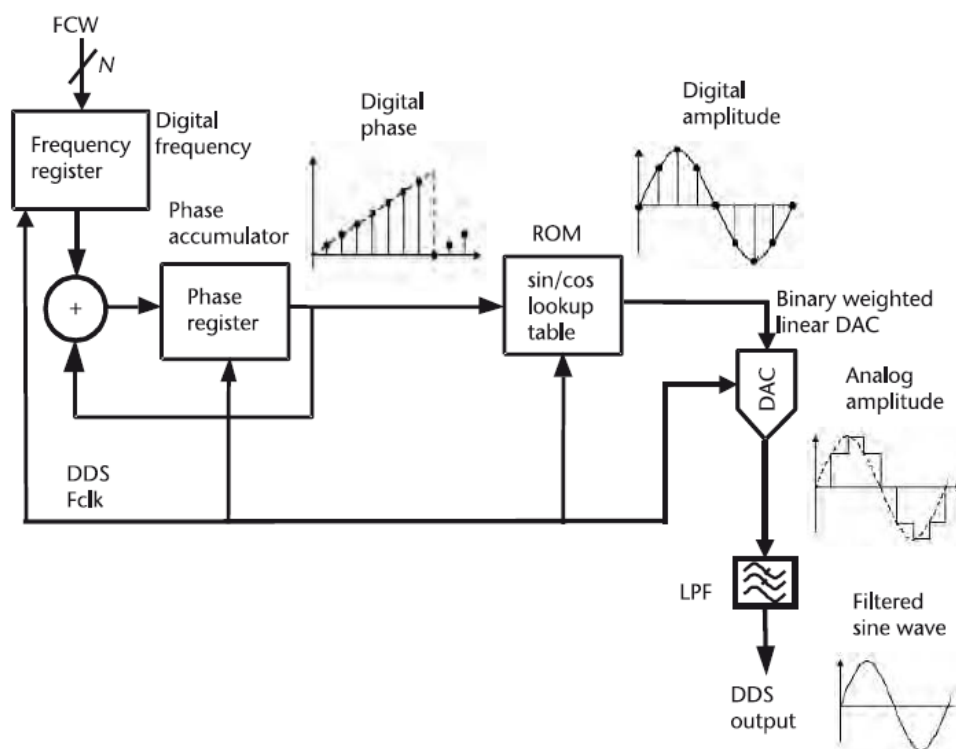 FCW
N
Frequency
register
Digital
frequency
Digital
phase
Digital
amplitude
Phase
accumulator
+
Phase
register
ROM
sin/cos
lookup
table
Binary weighted
linear DAC
DAC
Analog
amplitude
DDS
Fclk
LPF
Filtered
sine wave
DDS
output